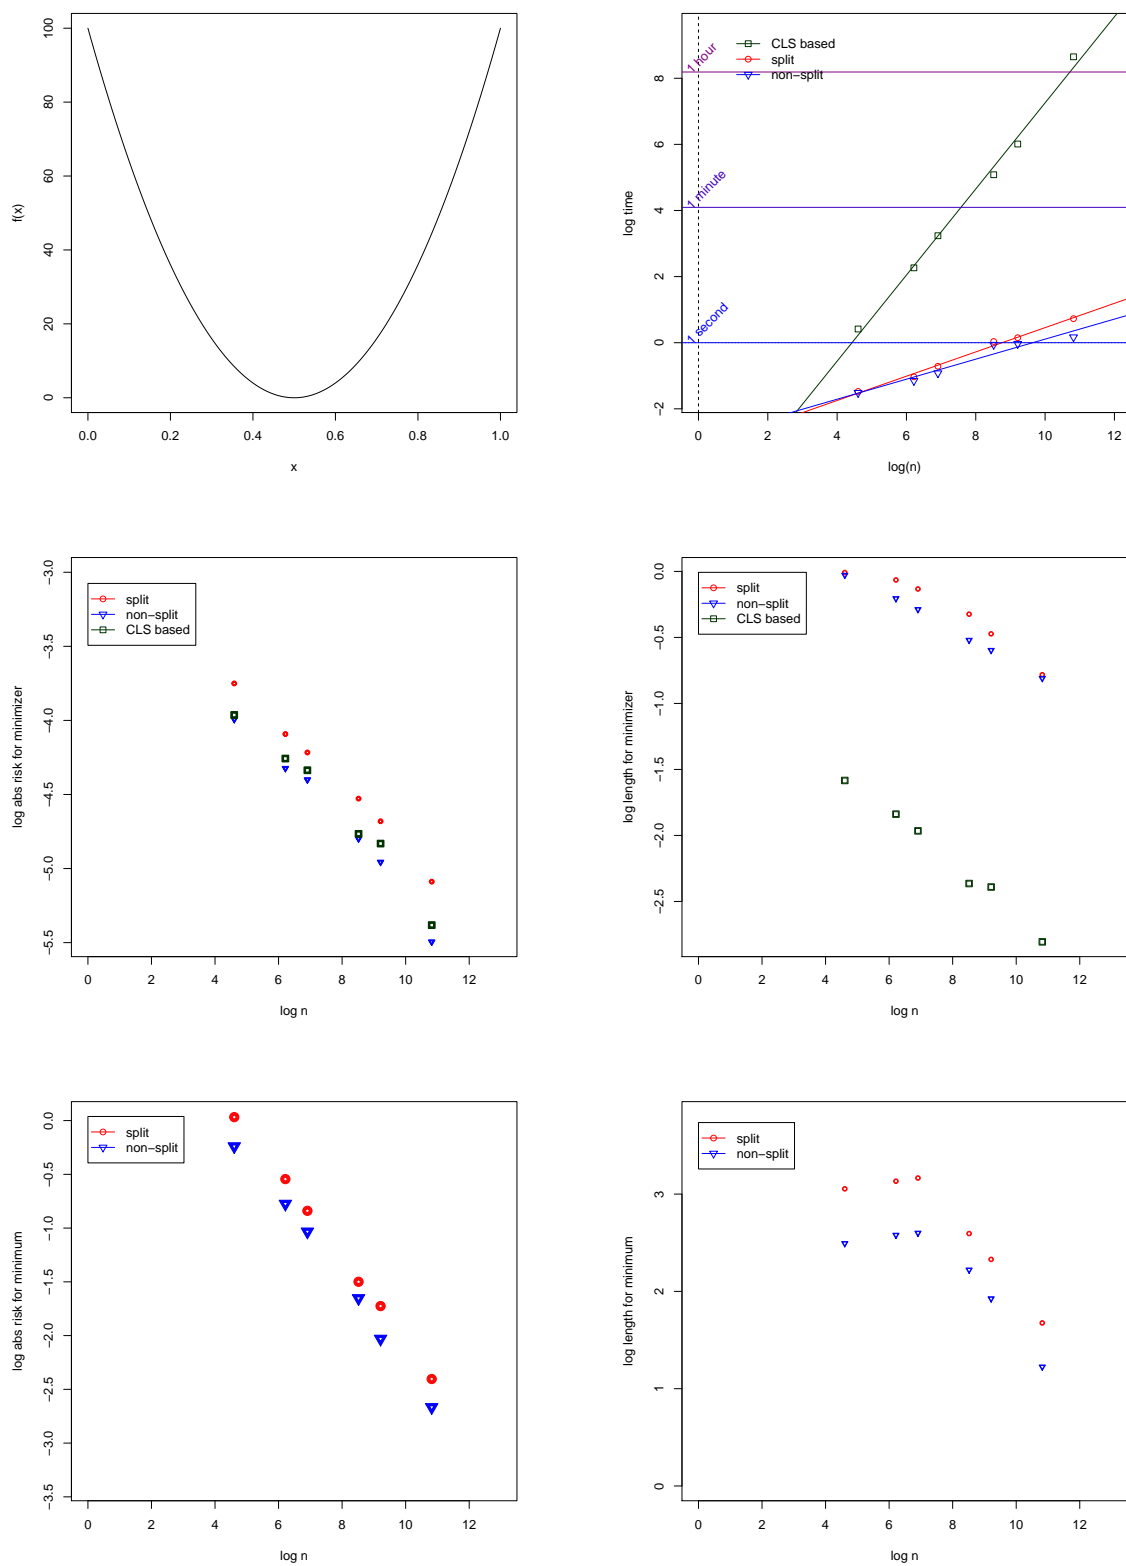 0 20 40 60 80 100
f(x)
0.0 0.2 0.4 0.6 0.8 1.0
x
−2 0 2 4 6 8
log time
1 hour
1 minute
1 second
CLS based
split
non−split
0 2 4 6 8 10 12
log(n)
−5.5 −5.0 −4.5 −4.0 −3.5 −3.0
log abs risk for minimizer
split
non−split
CLS based
0 2 4 6 8 10 12
log n
−2.5 −2.0 −1.5 −1.0 −0.5 0.0
log length for minimizer
split
non−split
CLS based
0 2 4 6 8 10 12
log n
−3.5 −3.0 −2.5 −2.0 −1.5 −1.0 −0.5 0.0
log abs risk for minimum
split
non−split
0 2 4 6 8 10 12
log n
0 1 2 3
log length for minimum
split
non−split
0 2 4 6 8 10 12
log n